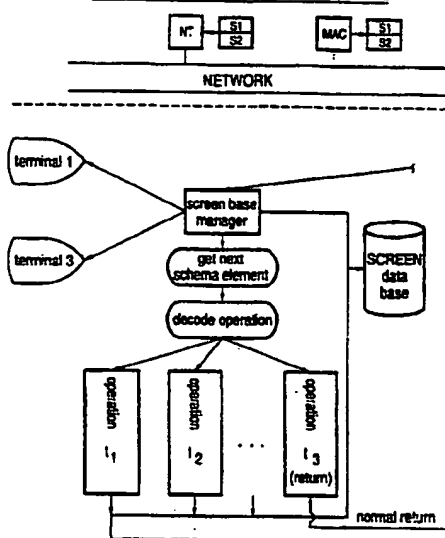 S1
S2
MAC
S1
S2
NETWORK
terminal 1
terminal 3
screen base
manager
get next
schema element
decode operation
SCREEN
data
base
operation
t1
operation
t2
. . .
operation
t3
(return)
normal return